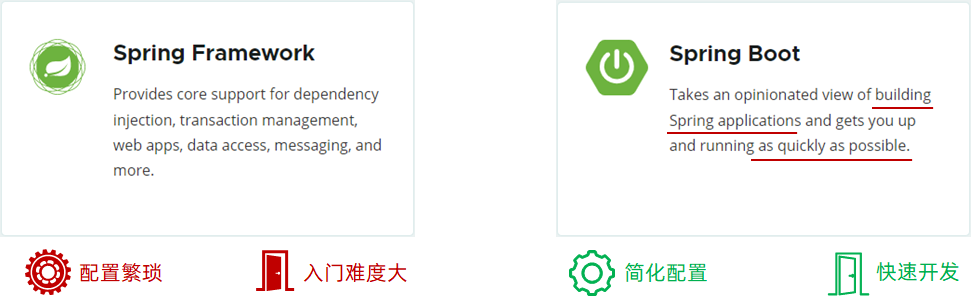 Spring Framework
Provides core support for dependency
injection, transaction management,
web apps, data access, messaging, and
more.
配置繁琐
入门难度大
Spring Boot
Takes an opinionated view of building
Spring applications and gets you up
and running as quickly as possible.
简化配置
快速开发